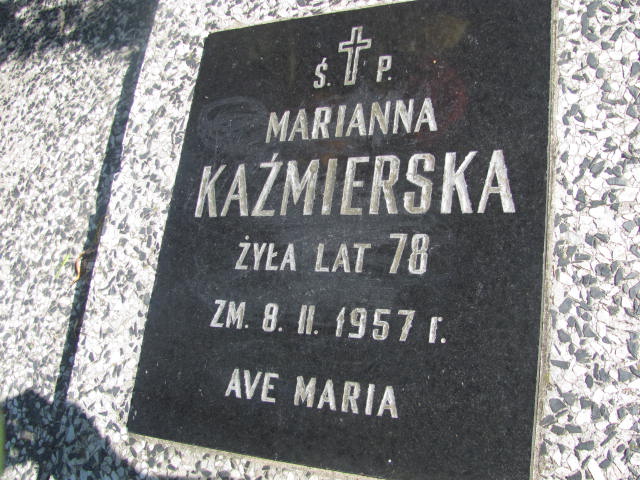 Ś. P.
MARIANNA
KAŹMIERSKA
ŻYŁA LAT 78
ZM. 8. II. 1957 r.
AVE MARIA